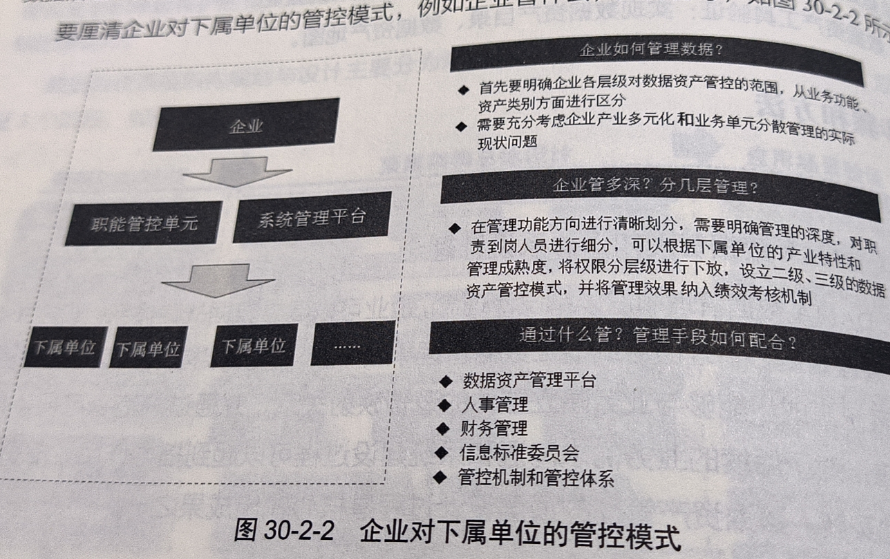 要厘清企业对下属单位的管控模式，例如企业管什么
如图 30-2-2 所示
企业
职能管控单元
系统管理平台
下属单位
下属单位
下属单位
……
企业如何管理数据？
◆ 首先要明确企业各层级对数据资产管控的范围，从业务功能、
资产类别方面进行区分
◆ 需要充分考虑企业产业多元化和业务单元分散管理的实际
现状问题
企业管多深？分几层管理？
◆ 在管理功能方向进行清晰划分，需要明确管理的深度，对职
责到岗人员进行细分，可以根据下属单位的产业特性和
管理成熟度，将权限分层级进行下放，设立二级、三级的数据
资产管控模式，并将管理效果纳入绩效考核机制
通过什么管？管理手段如何配合？
◆ 数据资产管理平台
◆ 人事管理
◆ 财务管理
◆ 信息标准委员会
◆ 管控机制和管控体系
图 30-2-2 企业对下属单位的管控模式